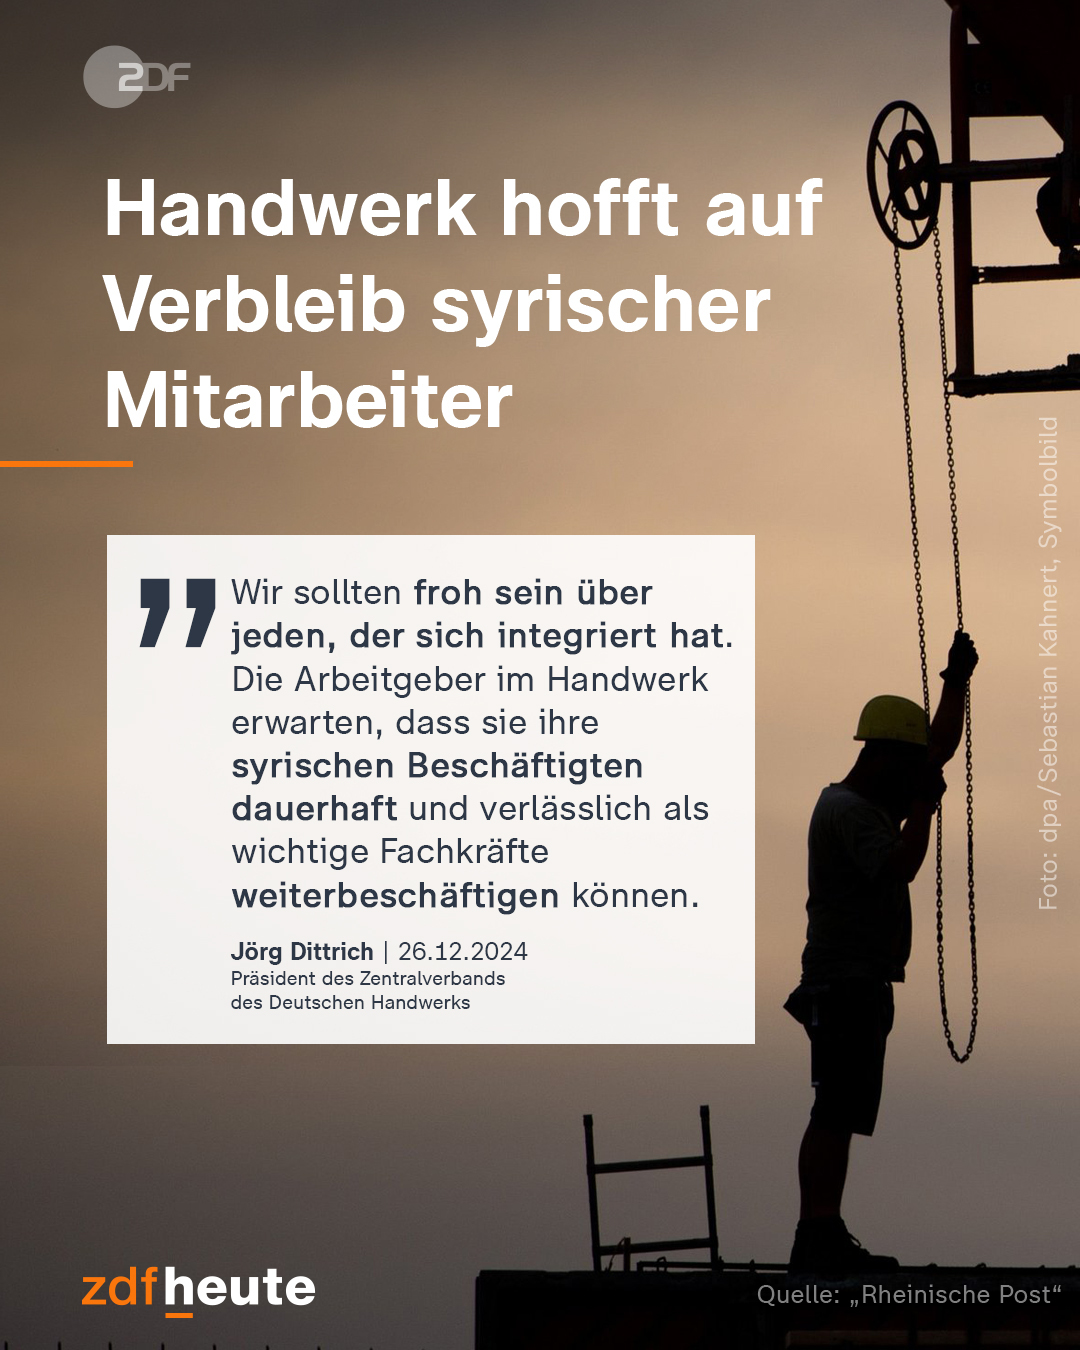 ZDF
Handwerk hofft auf
Verbleib syrischer
Mitarbeiter
Foto: dpa/Sebastian Kahnert, Symbolbild
” Wir sollten froh sein über
jeden, der sich integriert hat.
Die Arbeitgeber im Handwerk
erwarten, dass sie ihre
syrischen Beschäftigten
dauerhaft und verlässlich als
wichtige Fachkräfte
weiterbeschäftigen können.
Jörg Dittrich | 26.12.2024
Präsident des Zentralverbands
des Deutschen Handwerks
zdfheute
Quelle: „Rheinische Post“